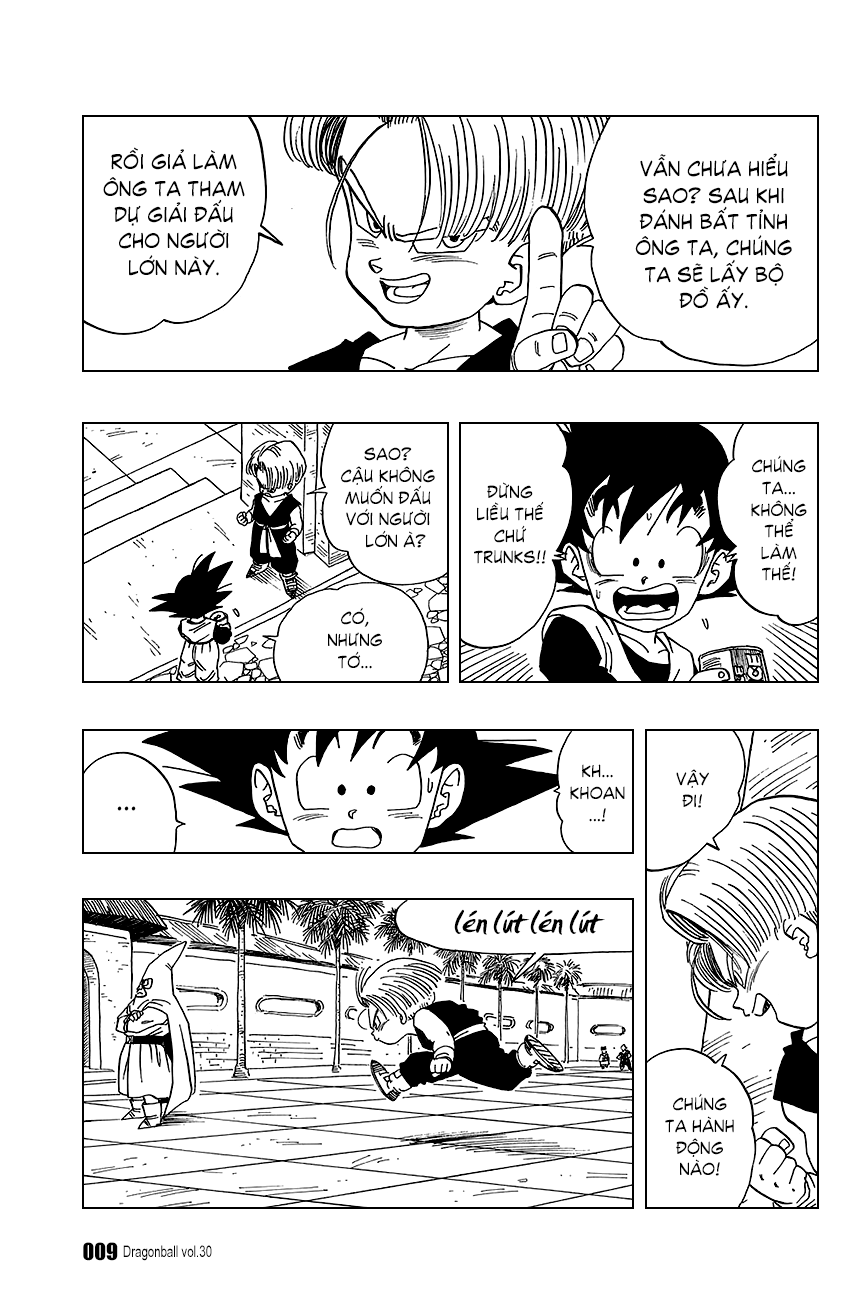 VẪN CHƯA HIỂU
SAO? SAU KHI
ĐÁNH BẤT TỈNH
ÔNG TA, CHÚNG
TA SẼ LẤY BỘ
ĐỒ ẤY.
RỒI GIẢ LÀM
ÔNG TA THAM
DỰ GIẢI ĐẤU
CHO NGƯỜI
LỚN NÀY.
CHÚNG
TA...
KHÔNG
THỂ
LÀM
THẾ!
ĐỪNG
LIỀU THẾ
CHỨ
TRUNKS!!
SAO?
CẬU KHÔNG
MUỐN ĐẤU
VỚI NGƯỜI
LỚN À?
CÓ,
NHƯNG
TỚ...
VẬY
ĐI!
CHÚNG
TA HÀNH
ĐỘNG
NÀO!
KH...
KHOAN
...!
...
lén lút lén lút
009 Dragonball vol.30